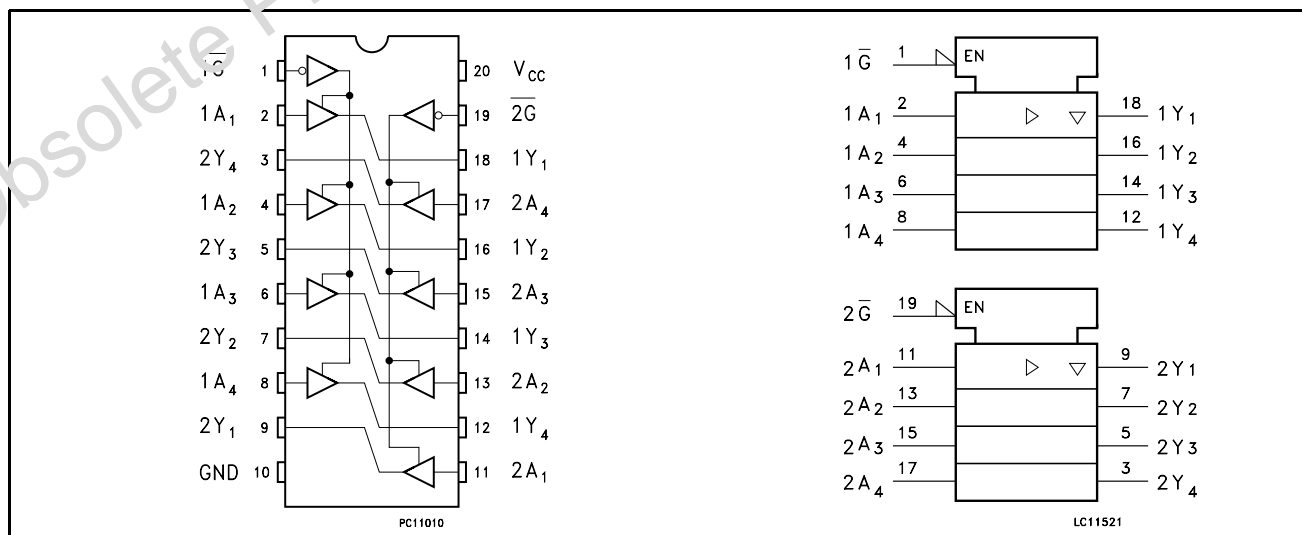 Obsolete P
1G̅ 1 20 V_CC
1A₁ 2 19 2̅G̅
2Y₄ 3 18 1Y₁
1A₂ 4 17 2A₄
2Y₃ 5 16 1Y₂
1A₃ 6 15 2A₃
2Y₂ 7 14 1Y₃
1A₄ 8 13 2A₂
2Y₁ 9 12 1Y₄
GND 10 11 2A₁
PC11010
1G̅ 1 EN
1A₁ 2 18 1Y₁
1A₂ 4 16 1Y₂
1A₃ 6 14 1Y₃
1A₄ 8 12 1Y₄
2G̅ 19 EN
2A₁ 11 9 2Y₁
2A₂ 13 7 2Y₂
2A₃ 15 5 2Y₃
2A₄ 17 3 2Y₄
LC11521